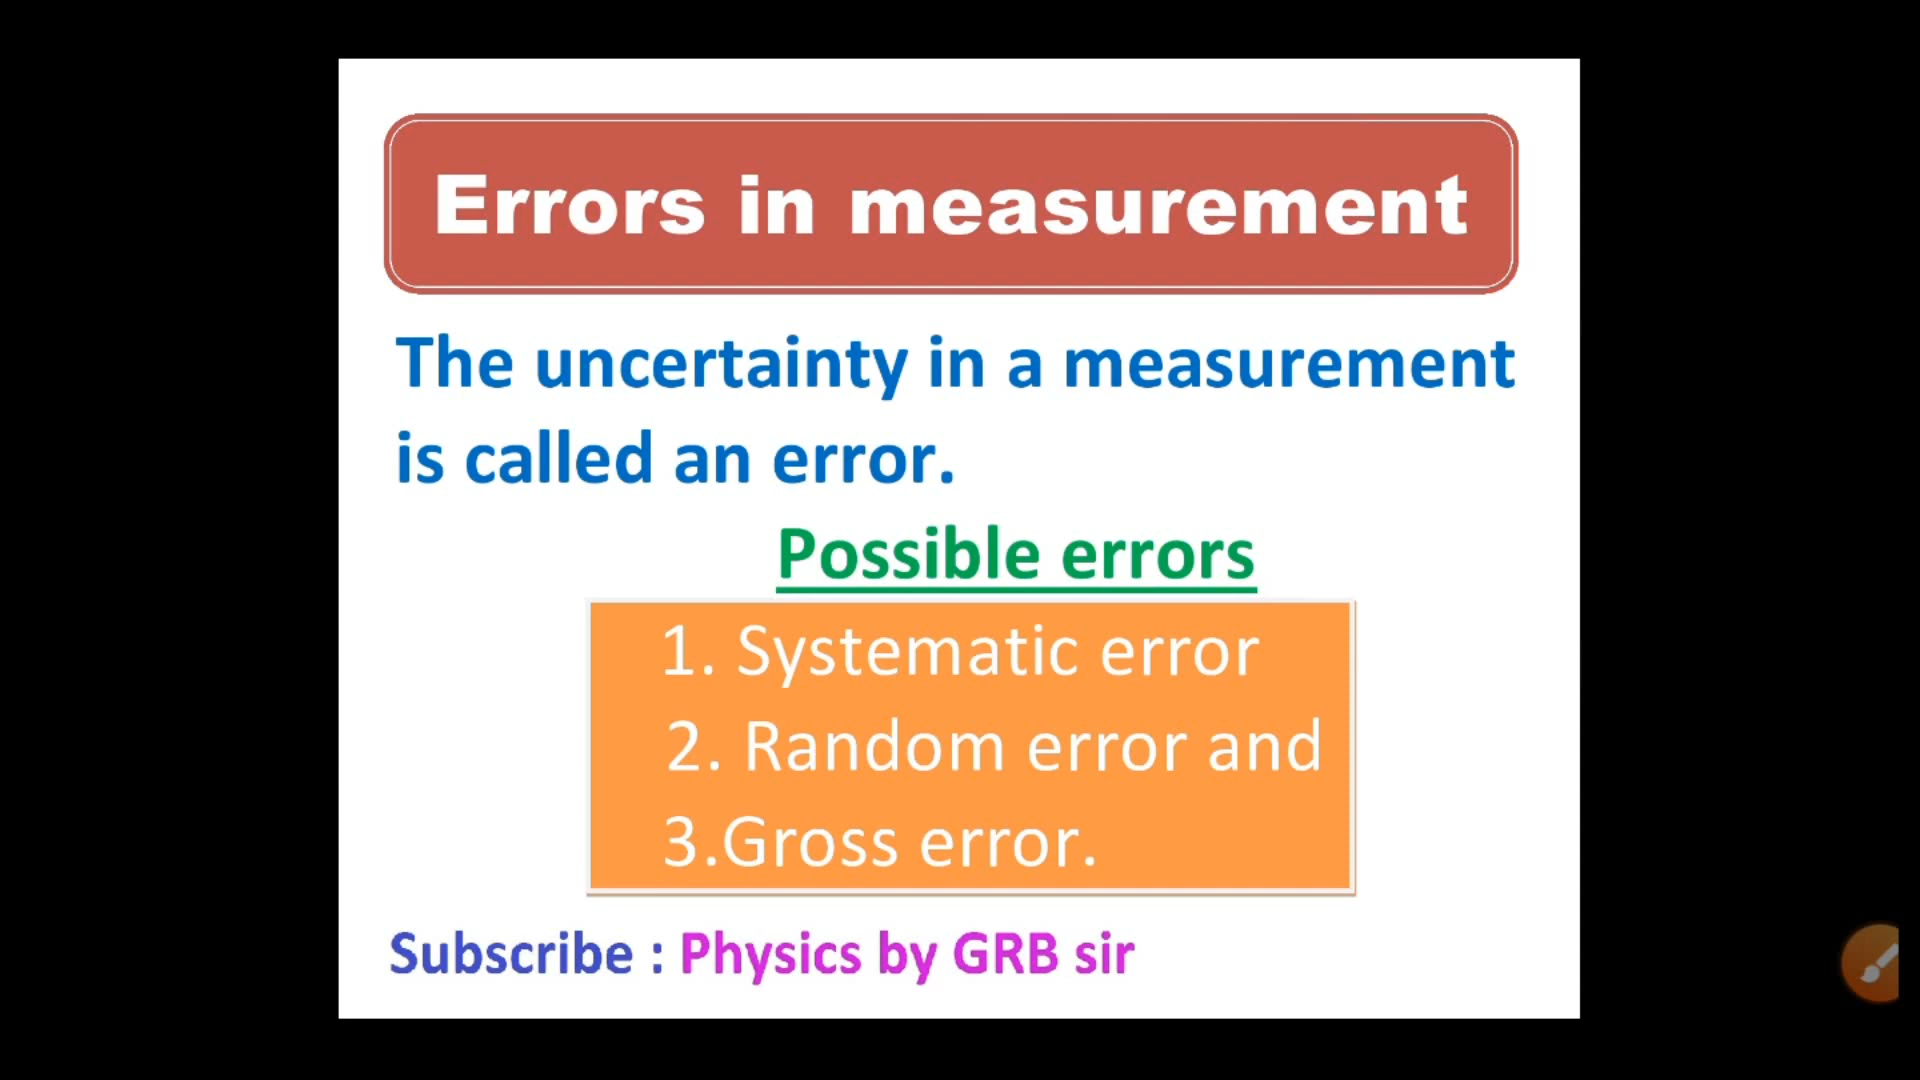 Errors in measurement
The uncertainty in a measurement
is called an error.
Possible errors
1. Systematic error
2. Random error and
3.Gross error.
Subscribe : Physics by GRB sir